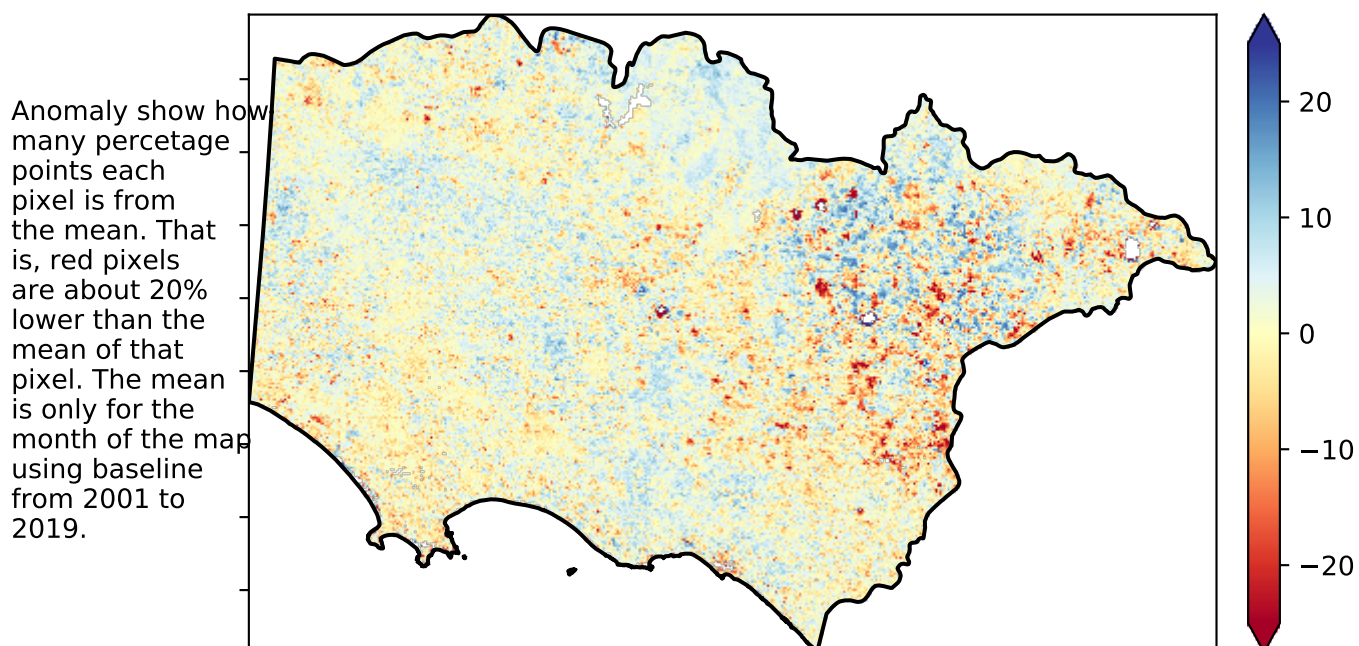 Anomaly show how
many percetage
points each
pixel is from
the mean. That
is, red pixels
are about 20%
lower than the
mean of that
pixel. The mean
is only for the
month of the map
using baseline
from 2001 to
2019.
20
10
0
−10
−20